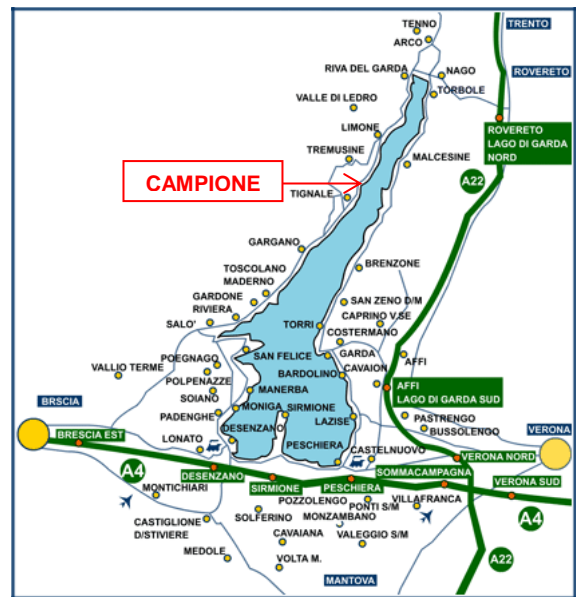 TENNO
TRENTO
ARCO
RIVA DEL GARDA
NAGO
ROVERETO
VALLE DI LEDRO
TORBOLE
LIMONE
ROVERETO
LAGO DI GARDA
NORD
TREMUSINE
MALCESINE
CAMPIONE
A22
TIGNALE
GARGANO
BRENZONE
TOSCOLANO
MADERNO
GARDONE
RIVIERA
SAN ZENO D/M
CAPRINO V.SE
SALO'
TORRI
COSTERMANO
POEGNAGO
SAN FELICE
GARDA
AFFI
VALLIO TERME
POLPENAZZE
BARDOLINO
CAVAION
SOIANO
MANERBA
AFFI
LAGO DI GARDA SUD
BRSCIA
PADENGHE
MONIGA
SIRMIONE
LAZISE
PASTRENGO
BUSSOLENGO
VERONA
DESENZANO
BRESCIA EST
LONATO
PESCHIERA
CASTELNUOVO
VERONA NORD
A4
DESENZANO
SIRMIONE
PESCHIERA
SOMMACAMPAGNA
VERONA SUD
MONTICHIARI
POZZOLENGO
PONTI S/M
VILLAFRANCA
A4
CASTIGLIONE
D/STIVIERE
SOLFERINO
MONZAMBANO
CAVAIANA
VALEGGIO S/M
MEDOLE
VOLTA M.
A22
MANTOVA